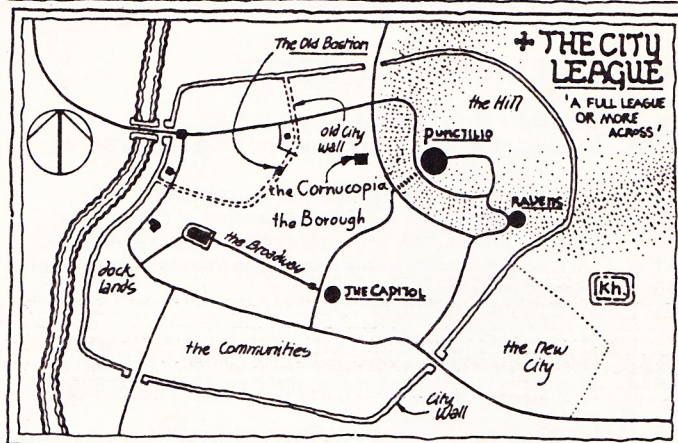 THE CITY
LEAGUE
'A FULL LEAGUE
OR MORE
ACROSS'
The Old Bastion
the Hill
PUNCTILIO
old City
Wall
the Cornucopia
the Borough
RAVENS
the Broadway
dock
lands
THE CAPITOL
Kh.
the Communities
the New
City
City
Wall